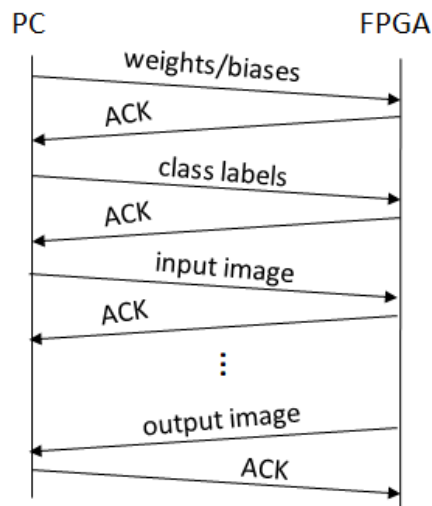 PC FPGA
weights/biases
ACK
class labels
ACK
input image
ACK
⋮
output image
ACK